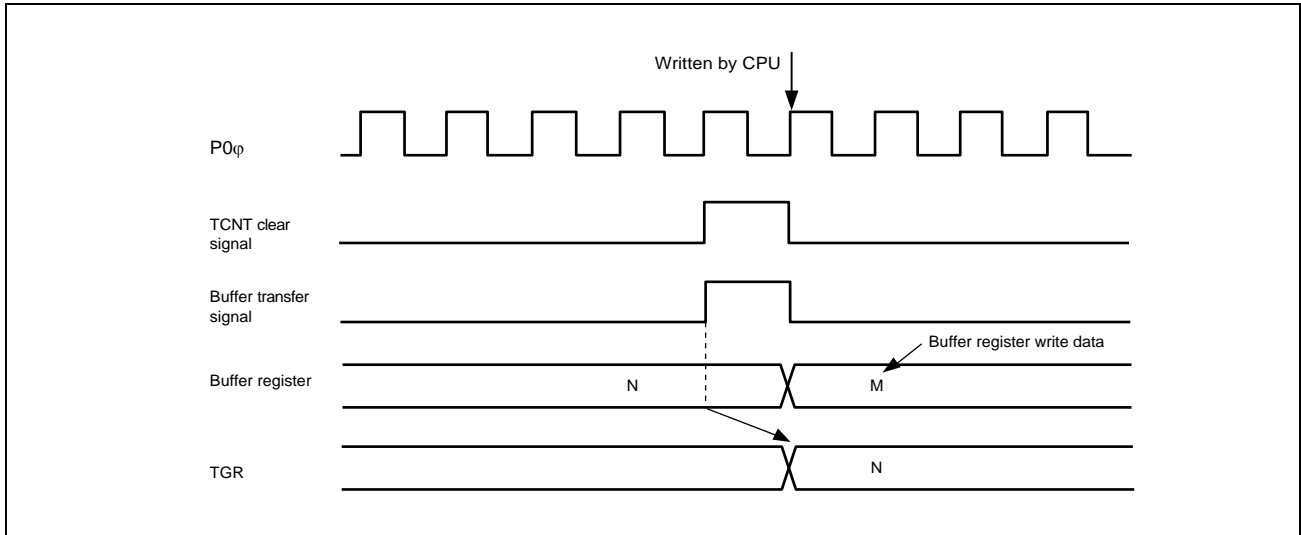 Written by CPU
P0φ
TCNT clear
signal
Buffer transfer
signal
Buffer register write data
Buffer register
N
M
TGR
N